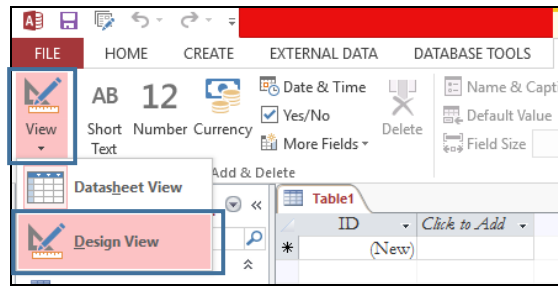 FILE HOME CREATE EXTERNAL DATA DATABASE TOOLS
View
AB Short Text
12 Number
Currency
Date & Time
Yes/No
More Fields
Delete
Name & Capti
Default Value
Field Size
Add & Delete
Datasheet View
Design View
Table1
ID Click to Add
(New)